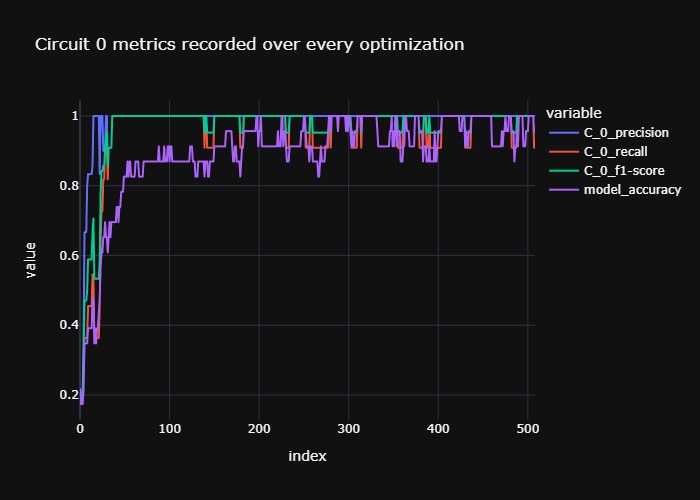 Circuit 0 metrics recorded over every optimization
variable
C_0_precision
C_0_recall
C_0_f1-score
model_accuracy
value
1
0.8
0.6
0.4
0.2
0 100 200 300 400 500
index